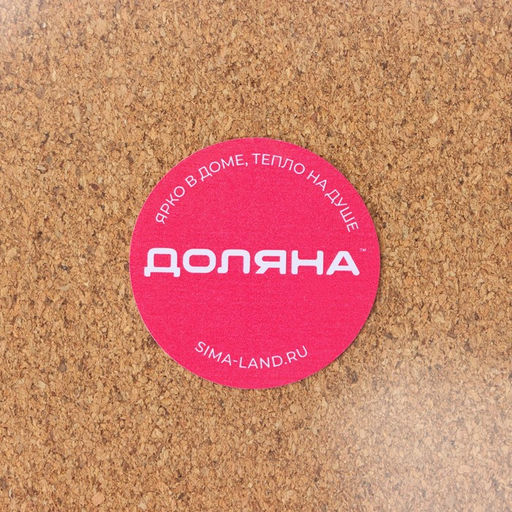 ЯРКО В ДОМЕ, ТЕПЛО НА ДУШЕ
ДОЛЯНА™
SIMA-LAND.RU